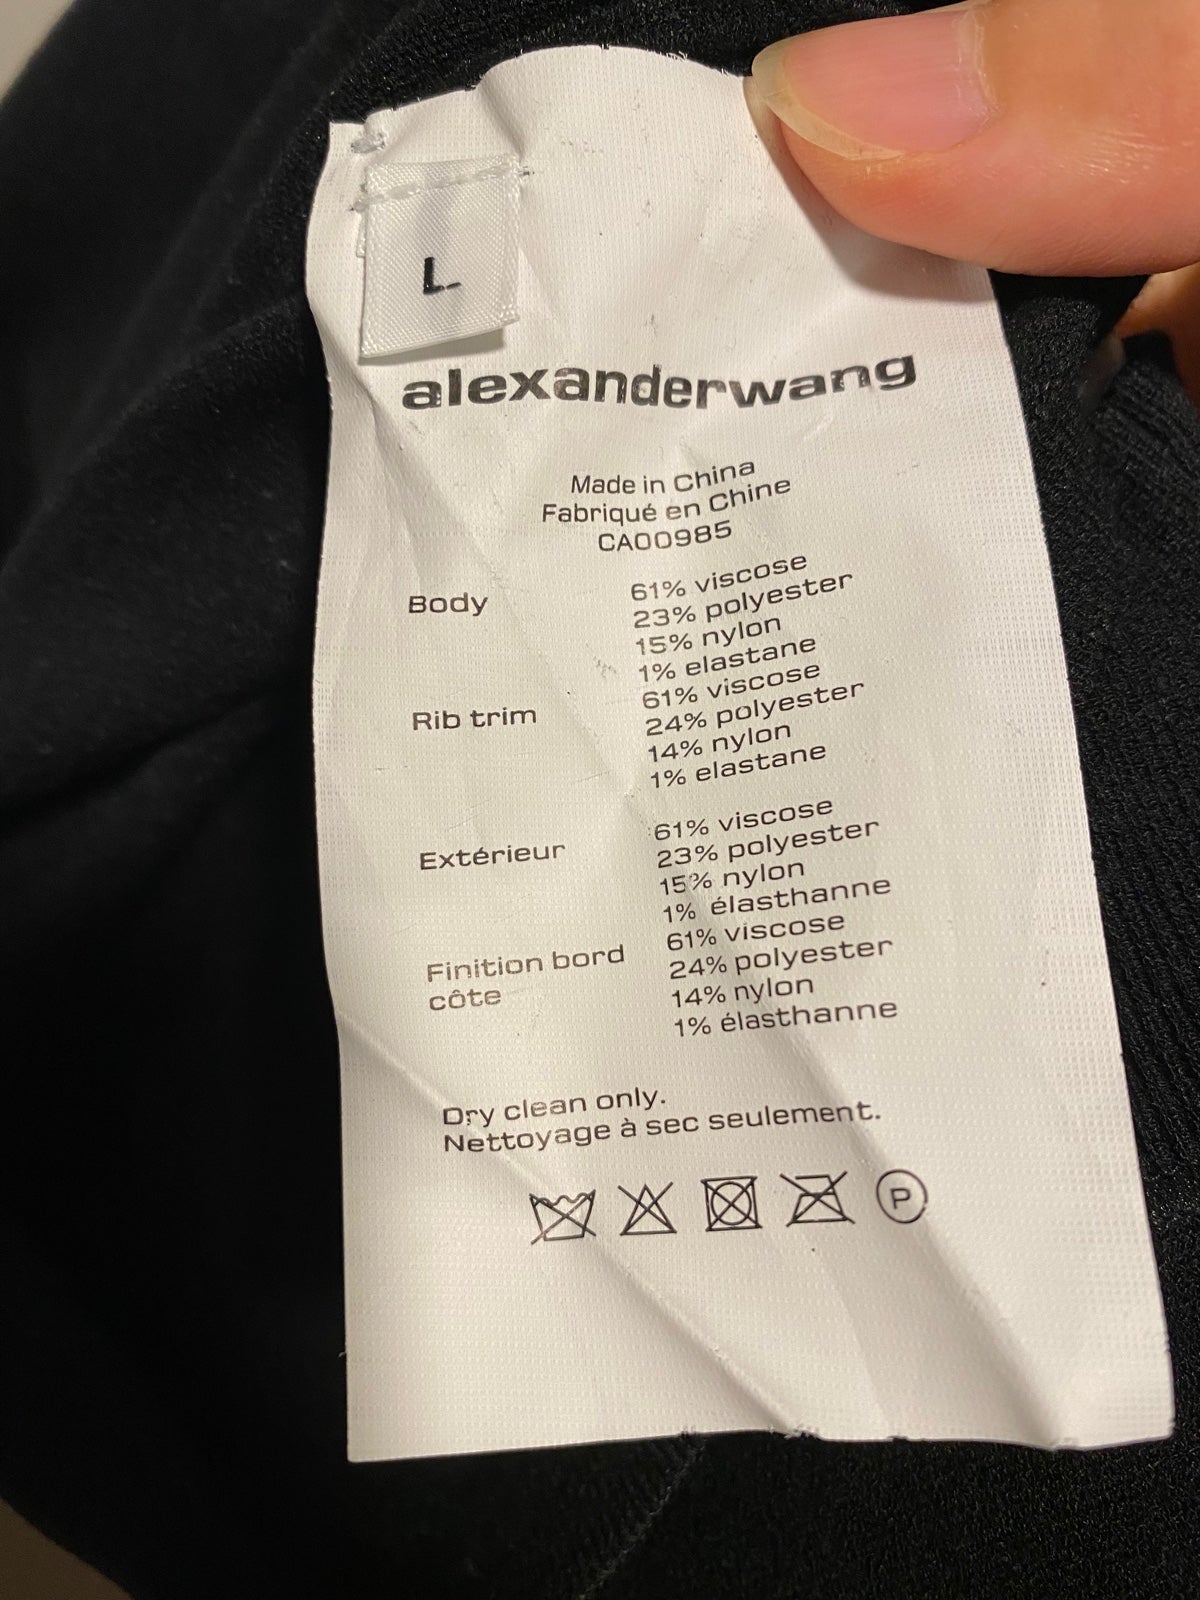 L
alexanderwang
Made in China
Fabriqué en Chine
CA00985
Body
61% viscose
23% polyester
15% nylon
1% elastane
Rib trim
61% viscose
24% polyester
14% nylon
1% elastane
Extérieur
61% viscose
23% polyester
15% nylon
1% élasthanne
Finition bord
côte
61% viscose
24% polyester
14% nylon
1% élasthanne
Dry clean only.
Nettoyage à sec seulement.
P